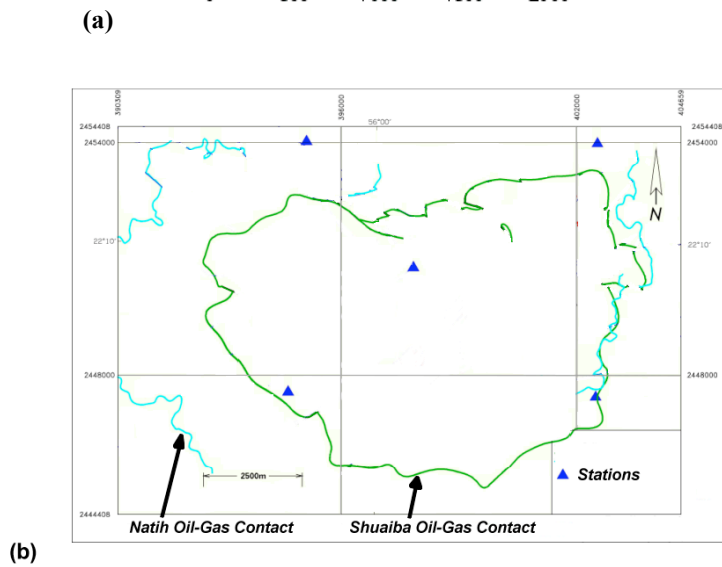 (a)
390309 396000 402000 404659
56°00'
2454408 2454408
2454000 2454000
N
22°10' 22°10'
2448000 2448000
2500m
Stations
2444408 2444408
Natih Oil-Gas Contact Shuaiba Oil-Gas Contact
(b)